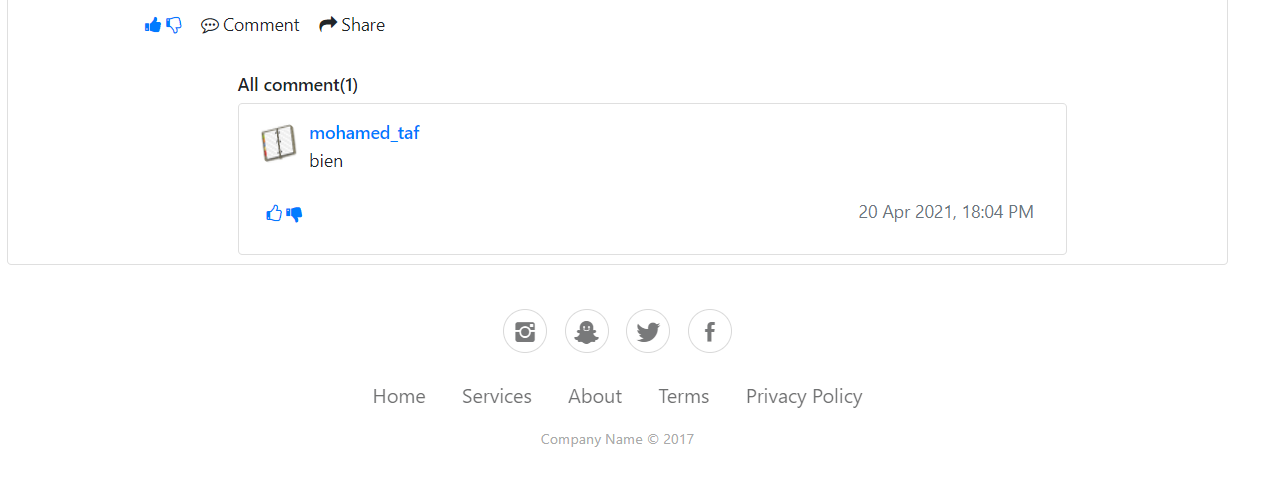 Comment Share
All comment(1)
mohamed_taf
bien
20 Apr 2021, 18:04 PM
Home Services About Terms Privacy Policy
Company Name © 2017